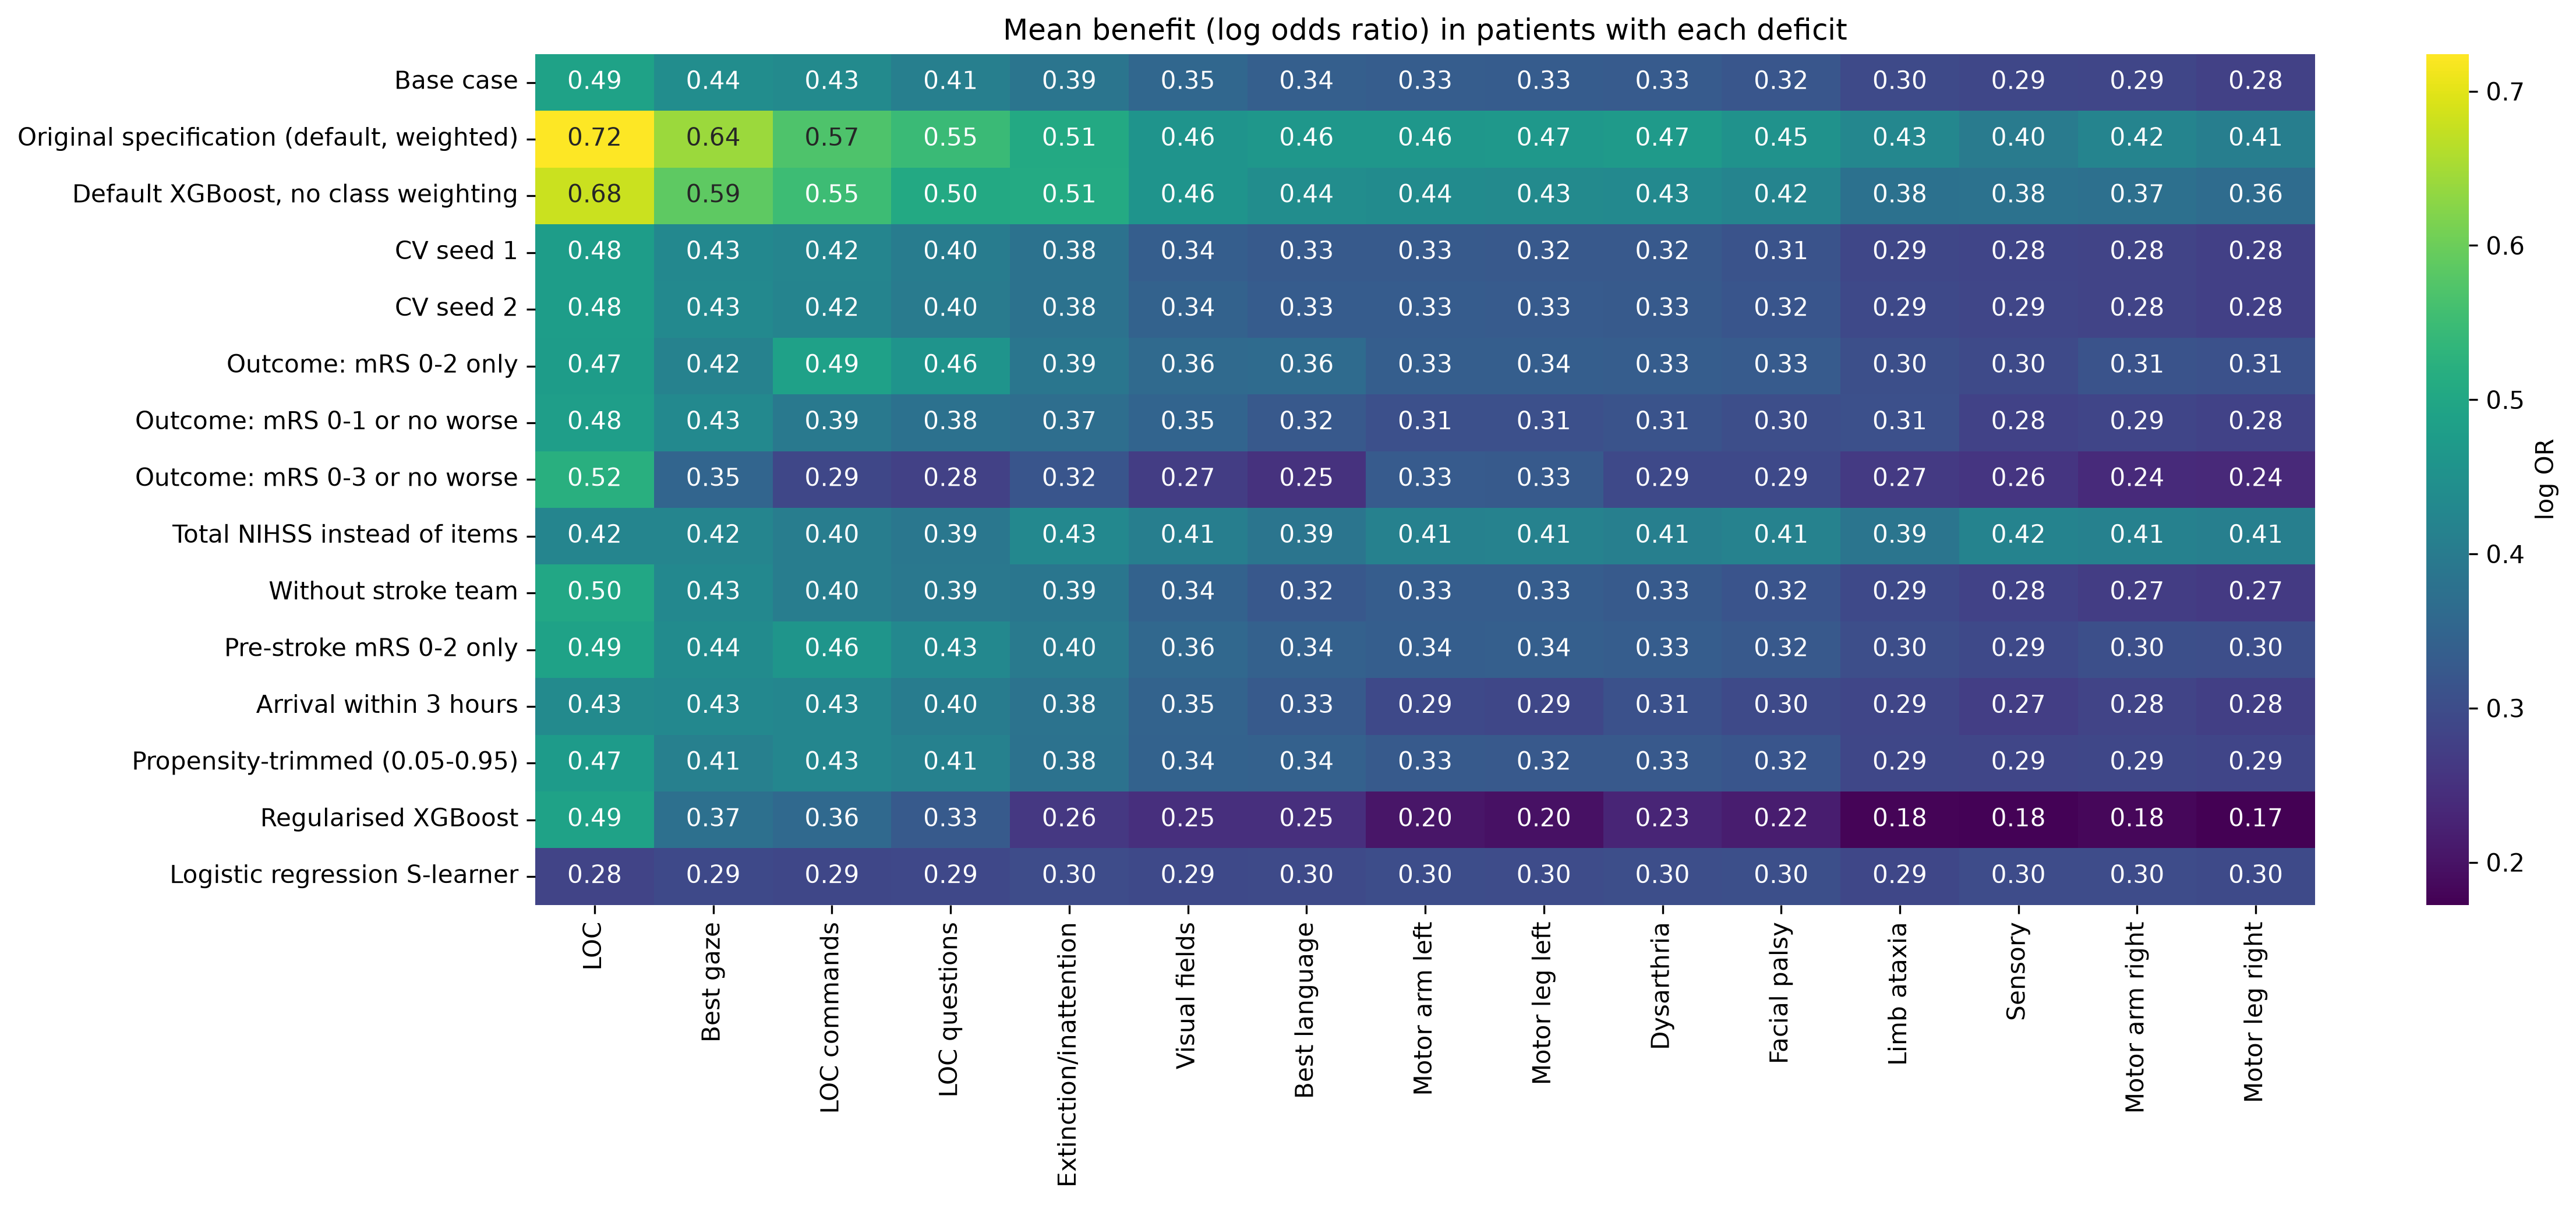 Mean benefit (log odds ratio) in patients with each deficit
Base case 0.49 0.44 0.43 0.41 0.39 0.35 0.34 0.33 0.33 0.33 0.32 0.30 0.29 0.29 0.28
Original specification (default, weighted) 0.72 0.64 0.57 0.55 0.51 0.46 0.46 0.46 0.47 0.47 0.45 0.43 0.40 0.42 0.41
Default XGBoost, no class weighting 0.68 0.59 0.55 0.50 0.51 0.46 0.44 0.44 0.43 0.43 0.42 0.38 0.38 0.37 0.36
CV seed 1 0.48 0.43 0.42 0.40 0.38 0.34 0.33 0.33 0.32 0.32 0.31 0.29 0.28 0.28 0.28
CV seed 2 0.48 0.43 0.42 0.40 0.38 0.34 0.33 0.33 0.33 0.33 0.32 0.29 0.29 0.28 0.28
Outcome: mRS 0-2 only 0.47 0.42 0.49 0.46 0.39 0.36 0.36 0.33 0.34 0.33 0.33 0.30 0.30 0.31 0.31
Outcome: mRS 0-1 or no worse 0.48 0.43 0.39 0.38 0.37 0.35 0.32 0.31 0.31 0.31 0.30 0.31 0.28 0.29 0.28
Outcome: mRS 0-3 or no worse 0.52 0.35 0.29 0.28 0.32 0.27 0.25 0.33 0.33 0.29 0.29 0.27 0.26 0.24 0.24
Total NIHSS instead of items 0.42 0.42 0.40 0.39 0.43 0.41 0.39 0.41 0.41 0.41 0.41 0.39 0.42 0.41 0.41
Without stroke team 0.50 0.43 0.40 0.39 0.39 0.34 0.32 0.33 0.33 0.33 0.32 0.29 0.28 0.27 0.27
Pre-stroke mRS 0-2 only 0.49 0.44 0.46 0.43 0.40 0.36 0.34 0.34 0.34 0.33 0.32 0.30 0.29 0.30 0.30
Arrival within 3 hours 0.43 0.43 0.43 0.40 0.38 0.35 0.33 0.29 0.29 0.31 0.30 0.29 0.27 0.28 0.28
Propensity-trimmed (0.05-0.95) 0.47 0.41 0.43 0.41 0.38 0.34 0.34 0.33 0.32 0.33 0.32 0.29 0.29 0.29 0.29
Regularised XGBoost 0.49 0.37 0.36 0.33 0.26 0.25 0.25 0.20 0.20 0.23 0.22 0.18 0.18 0.18 0.17
Logistic regression S-learner 0.28 0.29 0.29 0.29 0.30 0.29 0.30 0.30 0.30 0.30 0.30 0.29 0.30 0.30 0.30
LOC
Best gaze
LOC commands
LOC questions
Extinction/inattention
Visual fields
Best language
Motor arm left
Motor leg left
Dysarthria
Facial palsy
Limb ataxia
Sensory
Motor arm right
Motor leg right
0.7
0.6
0.5
0.4
0.3
0.2
log OR